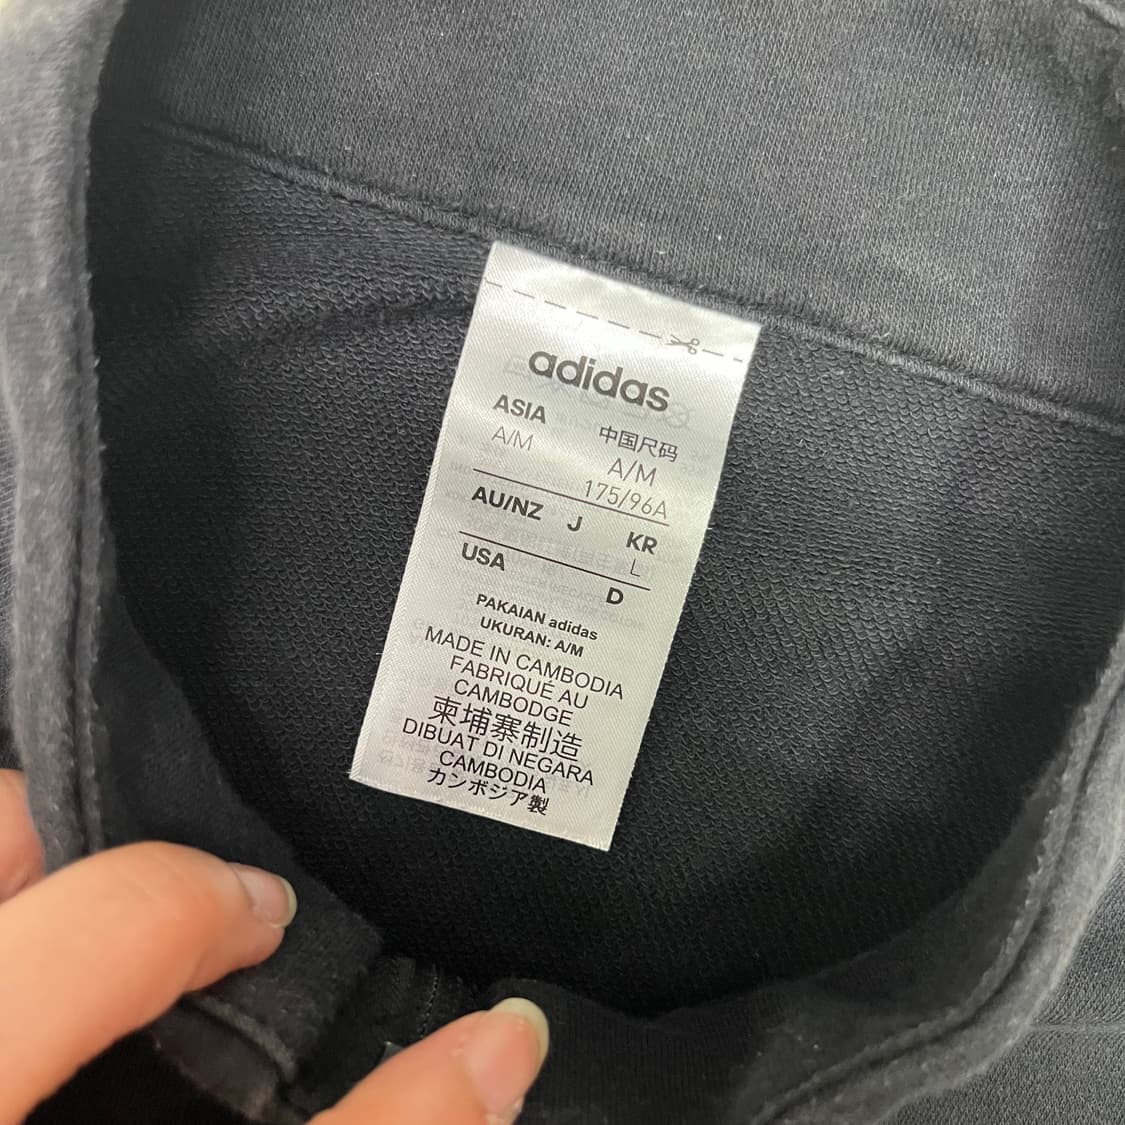 adidas
ASIA 中国尺码
A/M A/M
175/96A
AU/NZ J KR
L
USA D
PAKAIAN adidas
UKURAN: A/M
MADE IN CAMBODIA
FABRIQUÉ AU
CAMBODGE
柬埔寨制造
DIBUAT DI NEGARA
CAMBODIA
カンボジア製